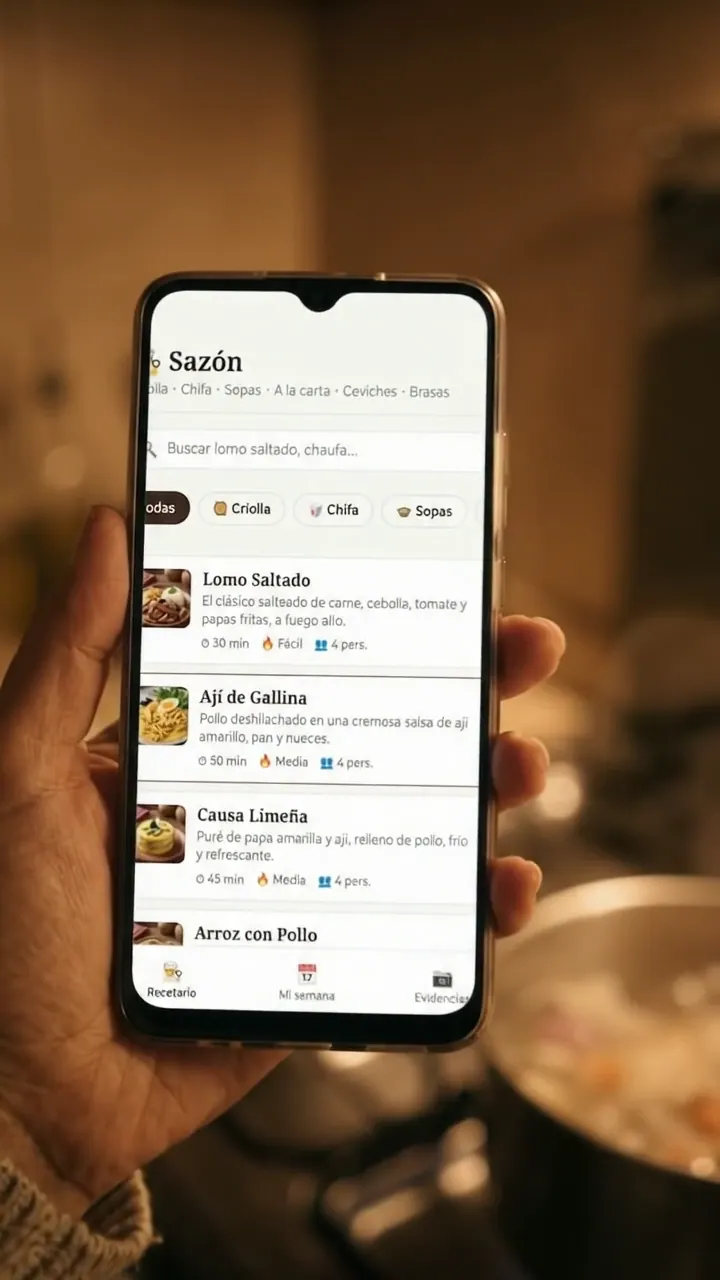 Sazón
olla · Chifa · Sopas · A la carta · Ceviches · Brasas
Buscar lomo saltado, chaufa...
odas
Criolla
Chifa
Sopas
Lomo Saltado
El clásico salteado de carne, cebolla, tomate y
papas fritas, a fuego alto.
30 min Fácil 4 pers.
Ají de Gallina
Pollo deshilachado en una cremosa salsa de ají
amarillo, pan y nueces.
50 min Media 4 pers.
Causa Limeña
Puré de papa amarilla y ají, relleno de pollo, frío
y refrescante.
45 min Media 4 pers.
Arroz con Pollo
17
Recetario
Mi semana
Evidencias